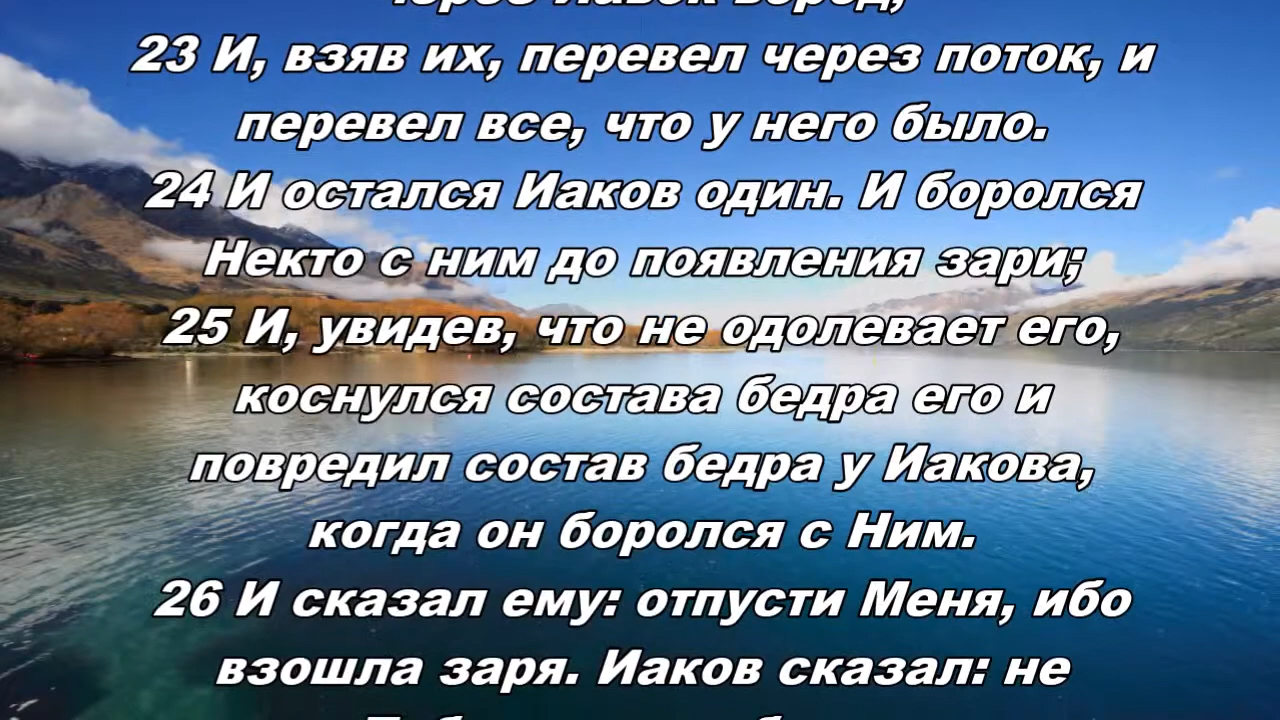 23 И, взяв их, перевел через поток, и
перевел все, что у него было.
24 И остался Иаков один. И боролся
Некто с ним до появления зари;
25 И, увидев, что не одолевает его,
коснулся состава бедра его и
повредил состав бедра у Иакова,
когда он боролся с Ним.
26 И сказал ему: отпусти Меня, ибо
взошла заря. Иаков сказал: не